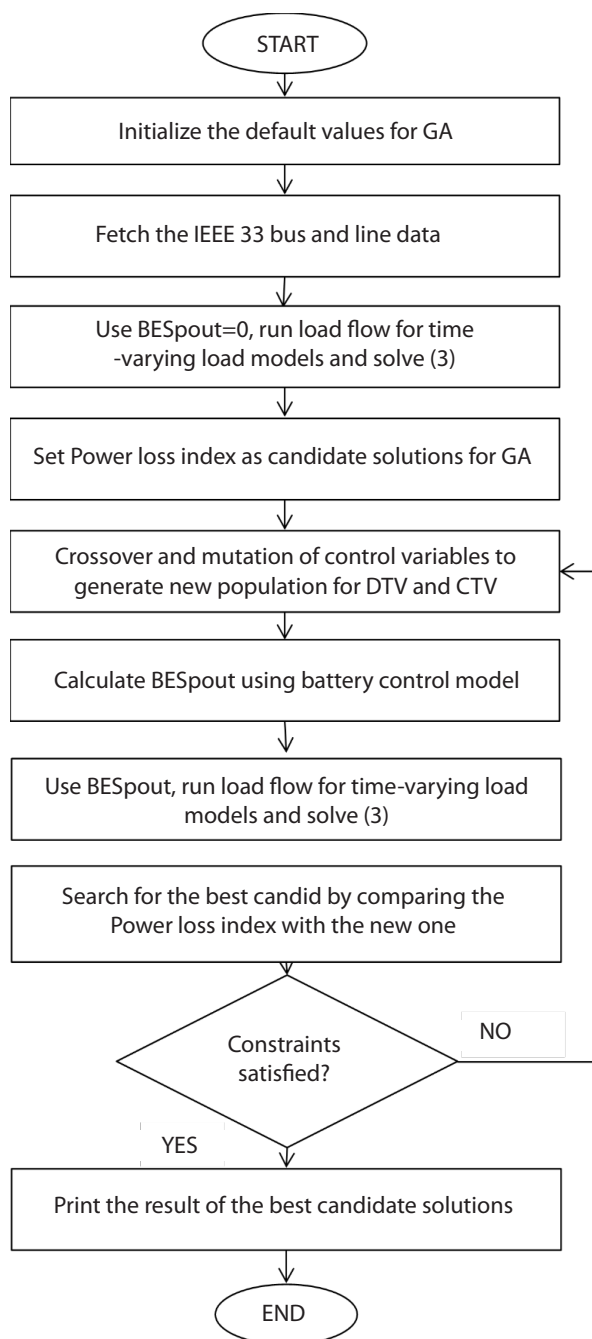 START
Initialize the default values for GA
Fetch the IEEE 33 bus and line data
Use BESpout=0, run load flow for time
-varying load models and solve (3)
Set Power loss index as candidate solutions for GA
Crossover and mutation of control variables to
generate new population for DTV and CTV
Calculate BESpout using battery control model
Use BESpout, run load flow for time-varying load
models and solve (3)
Search for the best candid by comparing the
Power loss index with the new one
Constraints
satisfied?
NO
YES
Print the result of the best candidate solutions
END